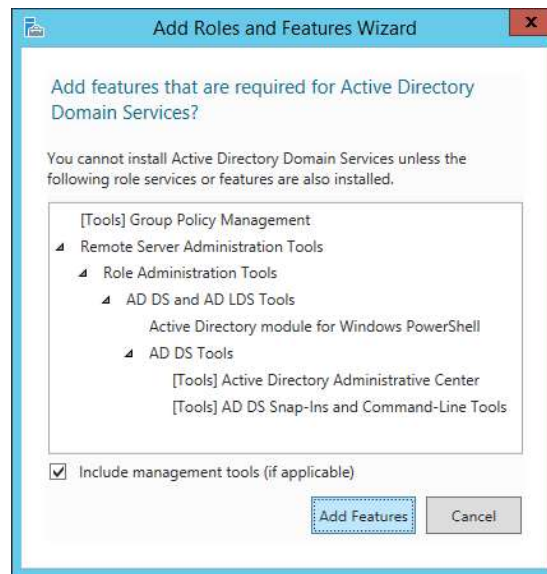 Add Roles and Features Wizard
x
Add features that are required for Active Directory
Domain Services?
You cannot install Active Directory Domain Services unless the
following role services or features are also installed.
[Tools] Group Policy Management
Remote Server Administration Tools
Role Administration Tools
AD DS and AD LDS Tools
Active Directory module for Windows PowerShell
AD DS Tools
[Tools] Active Directory Administrative Center
[Tools] AD DS Snap-Ins and Command-Line Tools
Include management tools (if applicable)
Add Features
Cancel